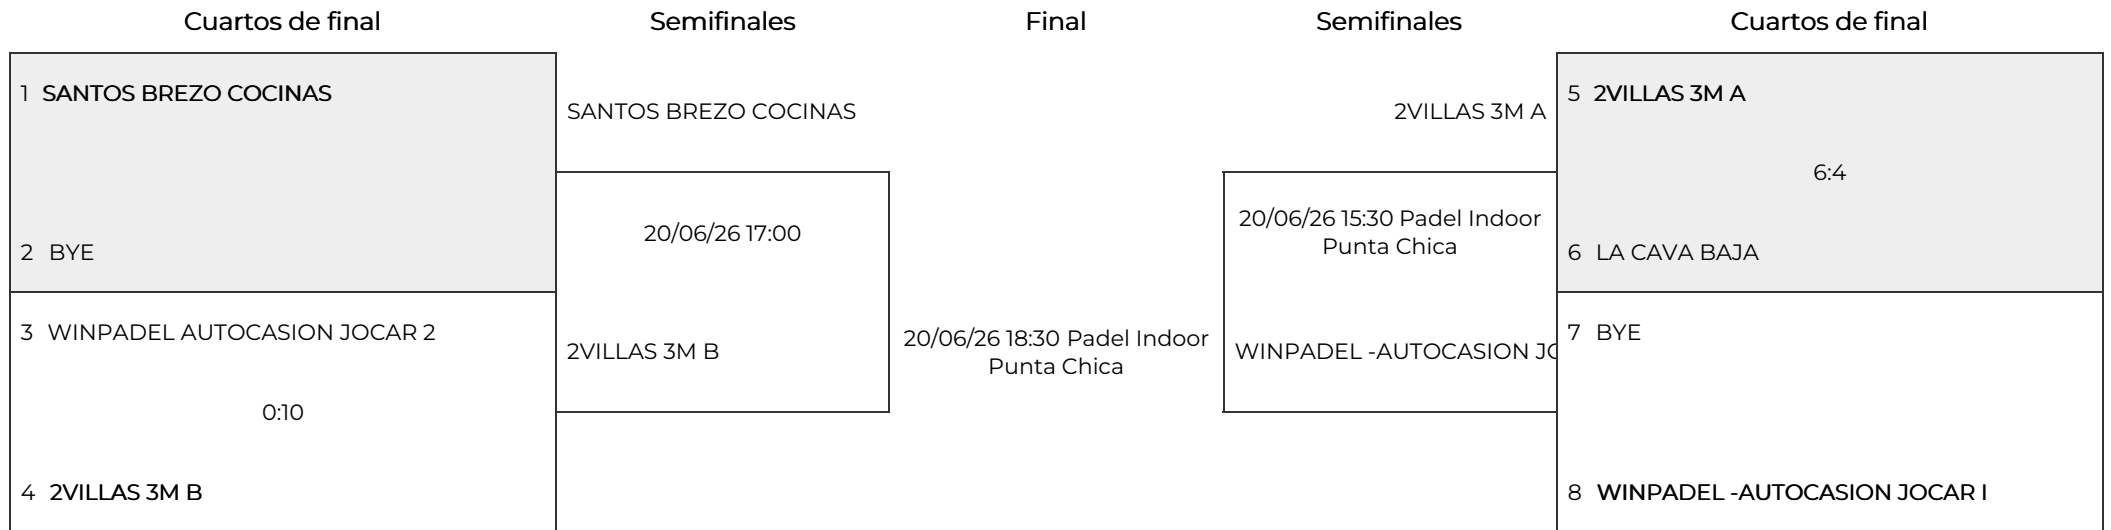 Cuartos de final
Semifinales
Final
Semifinales
Cuartos de final
1 SANTOS BREZO COCINAS
2 BYE
3 WINPADEL AUTOCASION JOCAR 2
0:10
4 2VILLAS 3M B
SANTOS BREZO COCINAS
20/06/26 17:00
2VILLAS 3M B
20/06/26 18:30 Padel Indoor
Punta Chica
2VILLAS 3M A
20/06/26 15:30 Padel Indoor
Punta Chica
WINPADEL -AUTOCASION JO
5 2VILLAS 3M A
6:4
6 LA CAVA BAJA
7 BYE
8 WINPADEL -AUTOCASION JOCAR I